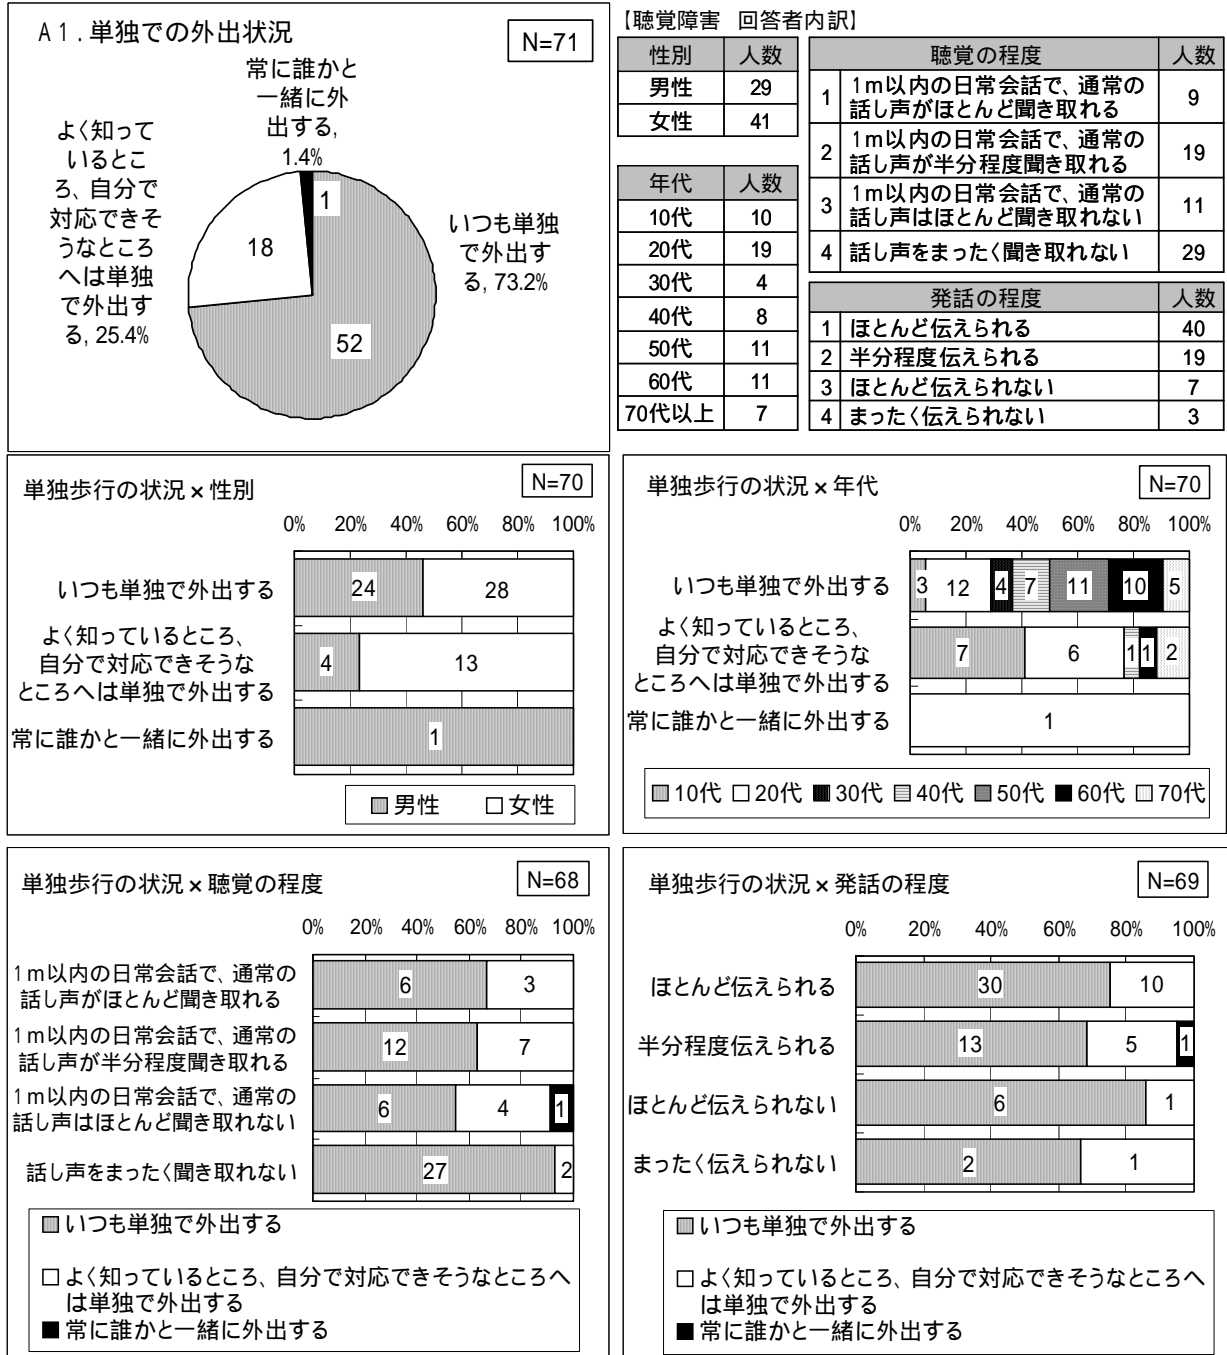 A1.単独での外出状況
N=71
常に誰かと
一緒に外
出する,
1.4%
よく知って
いるとこ
ろ、自分で
対応できそ
うなところ
へは単独
で外出す
る, 25.4%
いつも単独
で外出す
る, 73.2%
1
18
52
【聴覚障害 回答者内訳】
性別 人数
男性 29
女性 41
年代 人数
10代 10
20代 19
30代 4
40代 8
50代 11
60代 11
70代以上 7
聴覚の程度 人数
1 1m以内の日常会話で、通常の
話し声がほとんど聞き取れる 9
2 1m以内の日常会話で、通常の
話し声が半分程度聞き取れる 19
3 1m以内の日常会話で、通常の
話し声はほとんど聞き取れない 11
4 話し声をまったく聞き取れない 29
発話の程度 人数
1 ほとんど伝えられる 40
2 半分程度伝えられる 19
3 ほとんど伝えられない 7
4 まったく伝えられない 3
単独歩行の状況×性別
N=70
0% 20% 40% 60% 80% 100%
いつも単独で外出する 24 28
よく知っているところ、
自分で対応できそうな
ところへは単独で外出する
4 13
常に誰かと一緒に外出する 1
男性 女性
単独歩行の状況×年代
N=70
0% 20% 40% 60% 80% 100%
いつも単独で外出する 3 12 4 7 11 10 5
よく知っているところ、
自分で対応できそうな
ところへは単独で外出する
7 6 1 1 2
常に誰かと一緒に外出する 1
10代 20代 30代 40代 50代 60代 70代
単独歩行の状況×聴覚の程度
N=68
0% 20% 40% 60% 80% 100%
1m以内の日常会話で、通常の
話し声がほとんど聞き取れる
6 3
1m以内の日常会話で、通常の
話し声が半分程度聞き取れる
12 7
1m以内の日常会話で、通常の
話し声はほとんど聞き取れない
6 4 1
話し声をまったく聞き取れない 27 2
いつも単独で外出する
よく知っているところ、自分で対応できそうなところへ
は単独で外出する
常に誰かと一緒に外出する
単独歩行の状況×発話の程度
N=69
0% 20% 40% 60% 80% 100%
ほとんど伝えられる 30 10
半分程度伝えられる 13 5 1
ほとんど伝えられない 6 1
まったく伝えられない 2 1
いつも単独で外出する
よく知っているところ、自分で対応できそうなところへ
は単独で外出する
常に誰かと一緒に外出する